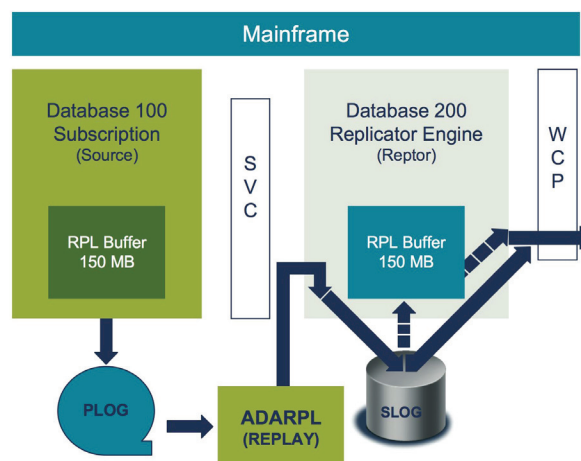 Mainframe
Database 100
Subscription
(Source)
RPL Buffer
150 MB
S
V
C
Database 200
Replicator Engine
(Reptor)
RPL Buffer
150 MB
W
C
P
PLOG
ADARPL
(REPLAY)
SLOG